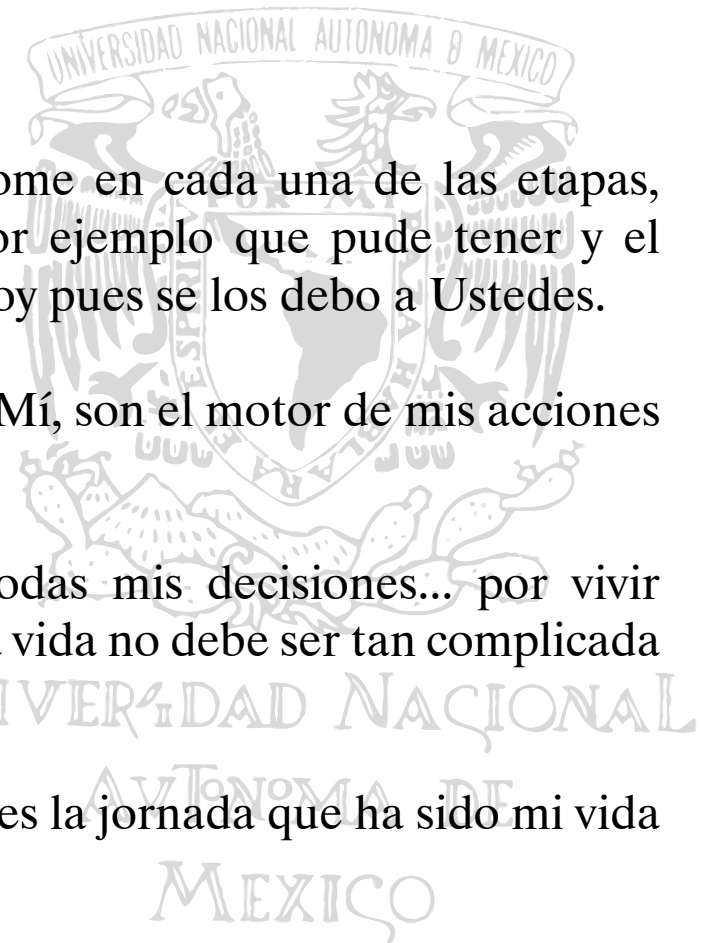 UNIVERSIDAD NACIONAL AUTONOMA D MEXICO
ome en cada una de las etapas,
or ejemplo que pude tener y el
oy pues se los debo a Ustedes.
Mí, son el motor de mis acciones
odas mis decisiones... por vivir
a vida no debe ser tan complicada
IVERSIDAD NACIONAL
es la jornada que ha sido mi vida
AVTONOMA DE
MEXICO